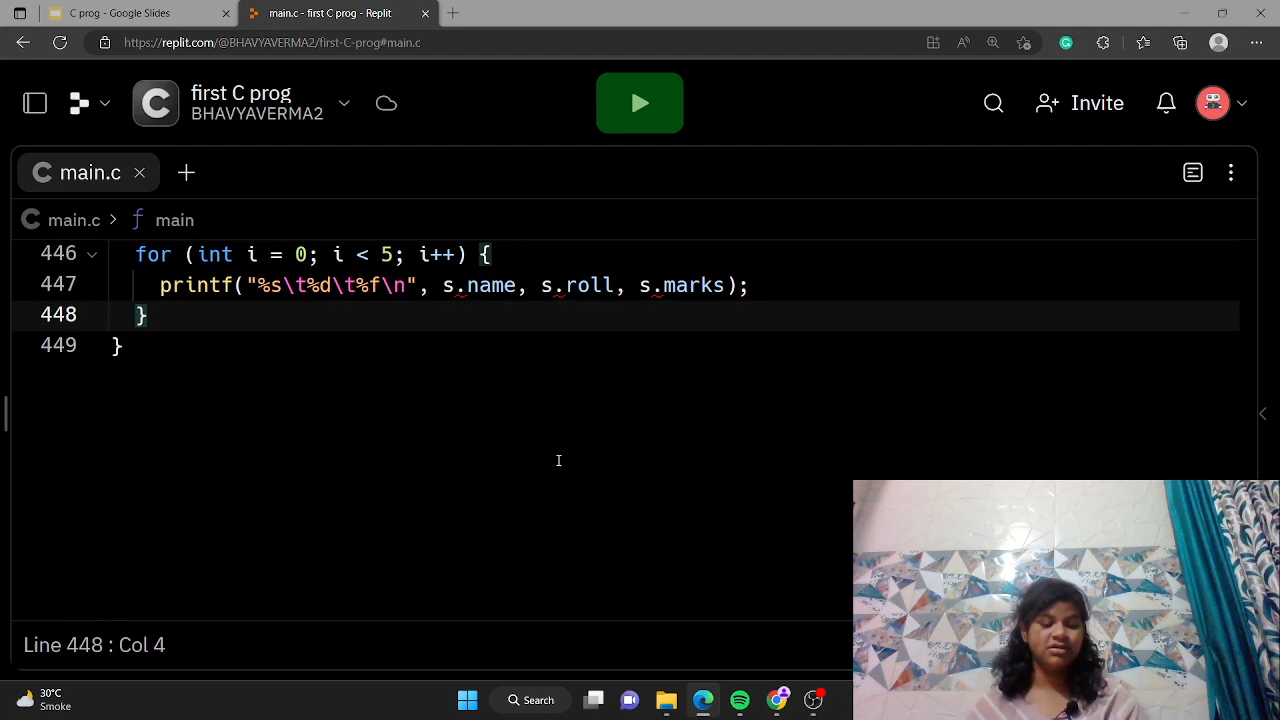 C prog - Google Slides
main.c - first C prog - Replit
https://replit.com/@BHAVYAVERMA2/first-C-prog#main.c
first C prog
BHAVYAVERMA2
Invite
main.c
main.c > main
446 for (int i = 0; i < 5; i++) {
447 printf("%s\t%d\t%f\n", s.name, s.roll, s.marks);
448 }
449 }
Line 448 : Col 4
30°C
Smoke
Search